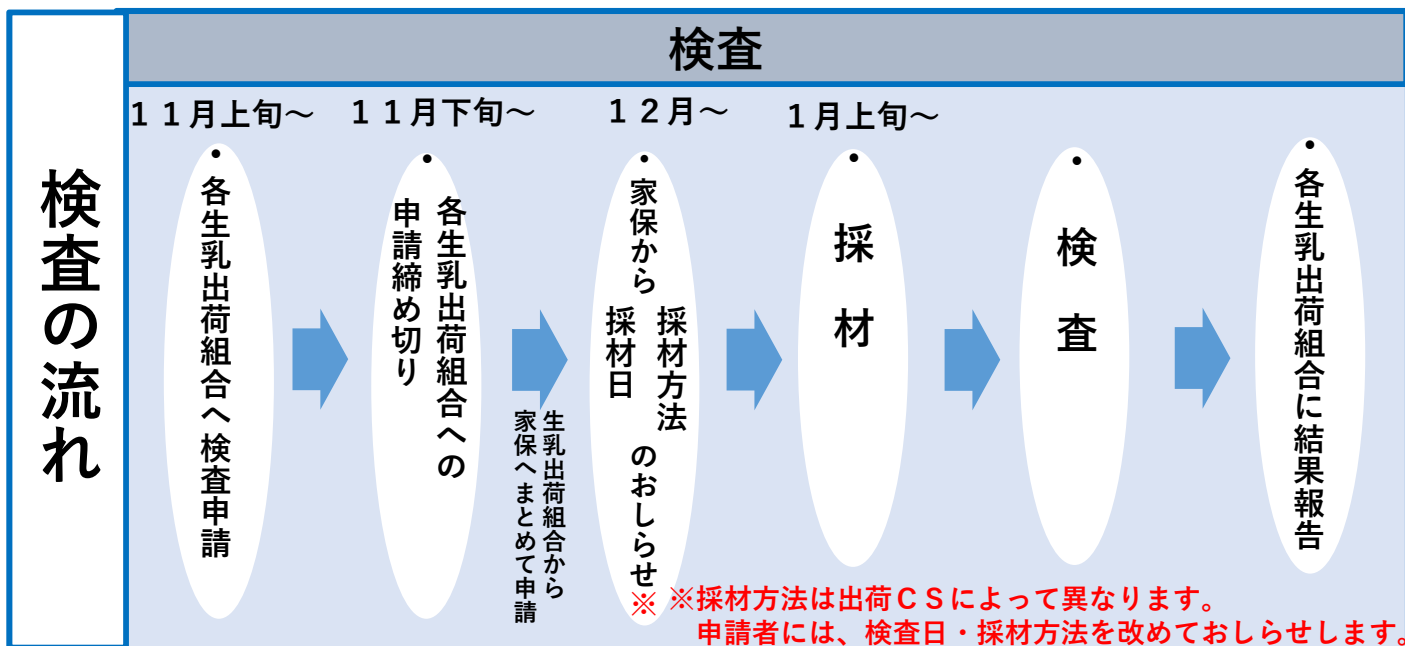 検査の流れ
検査
１１月上旬～
１１月下旬～
１２月～
１月上旬～
• 各生乳出荷組合へ検査申請
• 各生乳出荷組合への
申請締め切り
生乳出荷組合から
家保へまとめて申請
• 家保から
採材方法
採材日
のおしらせ※
• 採材
• 検査
• 各生乳出荷組合に結果報告
※採材方法は出荷ＣＳによって異なります。
申請者には、検査日・採材方法を改めておしらせします。